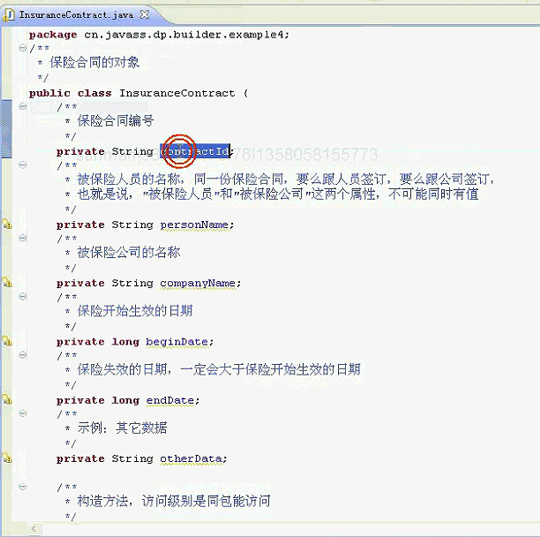 InsuranceContract.java
package cn.javass.dp.builder.example4;
/**
* 保险合同的对象
*/
public class InsuranceContract {
/**
* 保险合同编号
*/
private String contractId;
/**
* 被保险人员的名称，同一份保险合同，要么跟人员签订，要么跟公司签订，
* 也就是说，"被保险人员"和"被保险公司"这两个属性，不可能同时有值
*/
private String personName;
/**
* 被保险公司的名称
*/
private String companyName;
/**
* 保险开始生效的日期
*/
private long beginDate;
/**
* 保险失效的日期，一定会大于保险开始生效的日期
*/
private long endDate;
/**
* 示例：其它数据
*/
private String otherData;
/**
* 构造方法，访问级别是同包能访问
*/